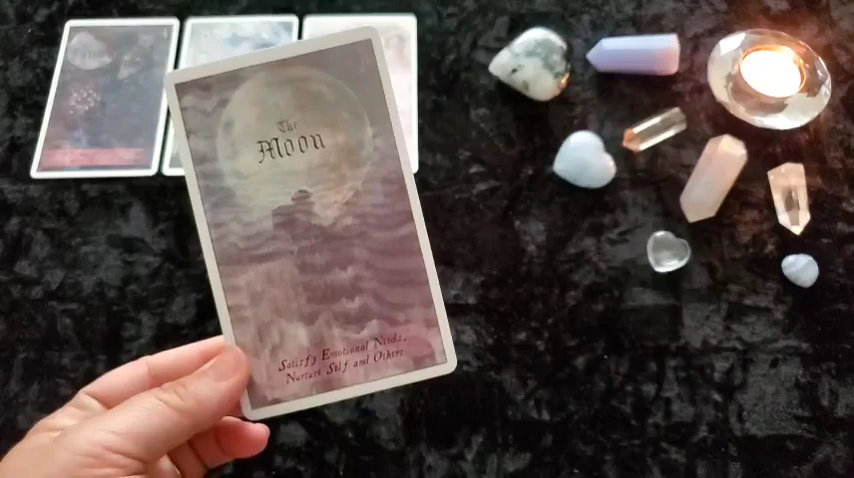 The
Moon
Satisfy Emotional Needs.
Nurture Self and Others